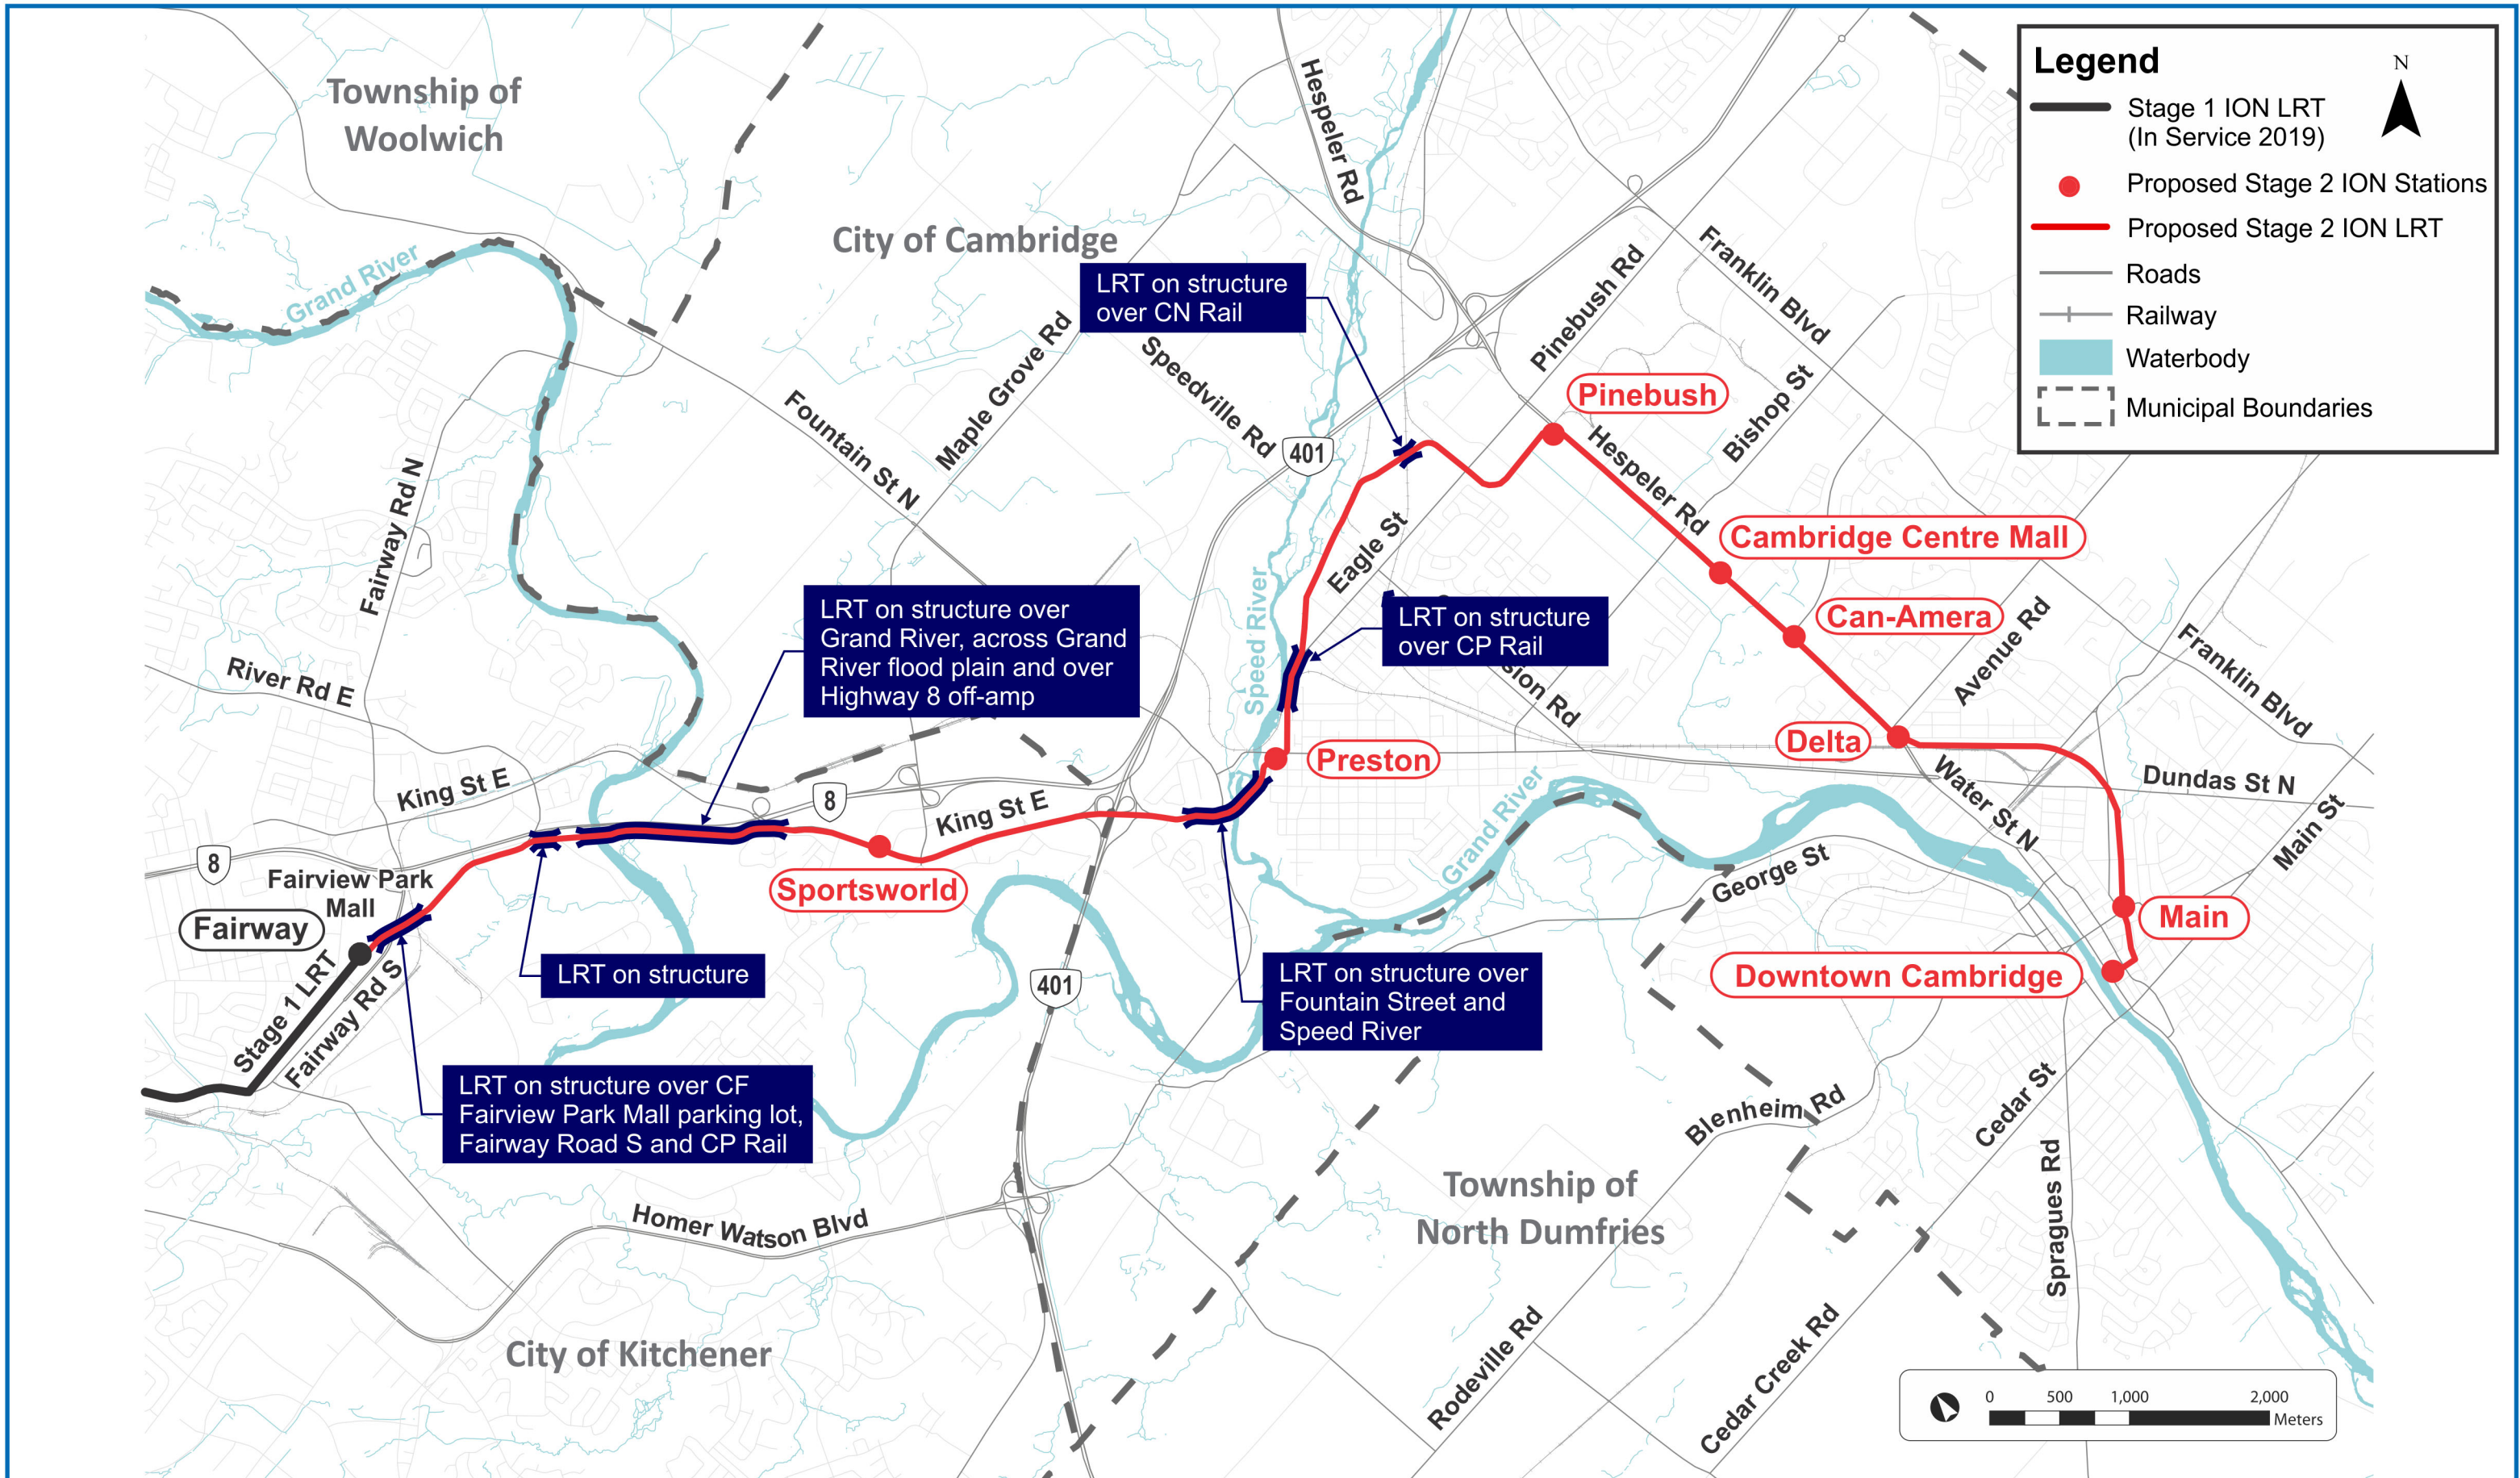 Township of
Woolwich
City of Cambridge
Hespeler Rd
Grand River
LRT on structure
over CN Rail
Maple Grove Rd
Speedville Rd
Pinebush Rd
Franklin Blvd
Bishop St
Fountain St N
401
Pinebush
Hespeler Rd
Fairway Rd N
Eagle St
Cambridge Centre Mall
Can-Amera
LRT on structure over
Grand River, across Grand
River flood plain and over
Highway 8 off-amp
Speed River
LRT on structure
over CP Rail
sion Rd
Avenue Rd
Franklin Blvd
River Rd E
King St E
8
King St E
Preston
Delta
Water St N
Dundas St N
Main St
8
Fairview Park
Mall
Fairway
Sportsworld
Grand River
George St
Main
Downtown Cambridge
Stage 1 LRT
Fairway Rd S
LRT on structure
401
LRT on structure over
Fountain Street and
Speed River
LRT on structure over CF
Fairview Park Mall parking lot,
Fairway Road S and CP Rail
Blenheim Rd
Cedar St
Spragues Rd
Homer Watson Blvd
Township of
North Dumfries
City of Kitchener
Rodeville Rd
Cedar Creek Rd
Legend
N
Stage 1 ION LRT
(In Service 2019)
Proposed Stage 2 ION Stations
Proposed Stage 2 ION LRT
Roads
Railway
Waterbody
Municipal Boundaries
0 500 1,000 2,000
Meters